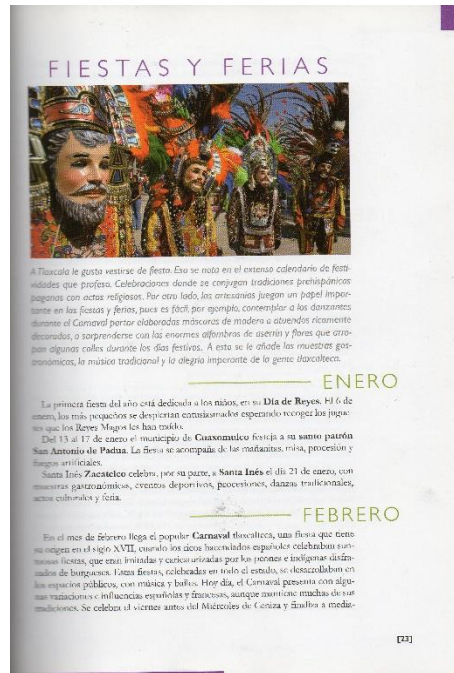 FIESTAS Y FERIAS
A Tlaxcala le gusta vestirse de fiesta. Eso se nota en el extenso calendario de festi-
vidades que profesa. Celebraciones donde se conjugan tradiciones prehispánicas
paganas con actos religiosos. Por otro lado, las artesanías juegan un papel impor-
tante en las fiestas y ferias, pues es fácil, por ejemplo, contemplar a los danzantes
durante el Carnaval portar elaboradas máscaras de madera o atuendos ricamente
decorados, o sorprenderse con las enormes alfombras de aserrín y flores que arro-
pan algunas calles durante los días festivos. A esto se le añade las muestras gas-
tronómicas, la música tradicional y la alegría imperante de la gente tlaxcalteca.
ENERO
La primera fiesta del año está dedicada a los niños, en su Día de Reyes. El 6 de
enero, los más pequeños se despiertan entusiasmados esperando recoger los jugue-
tes que los Reyes Magos les han traído.
Del 13 al 17 de enero el municipio de Cuaxomulco festeja a su santo patrón
San Antonio de Padua. La fiesta se acompaña de las mañanitas, misa, procesión y
fuegos artificiales.
Santa Inés Zacatelco celebra, por su parte, a Santa Inés el día 21 de enero, con
muestras gastronómicas, eventos deportivos, procesiones, danzas tradicionales,
actos culturales y feria.
FEBRERO
En el mes de febrero llega el popular Carnaval tlaxcalteca, una fiesta que tiene
su origen en el siglo XVII, cuando los ricos hacendados españoles celebraban sun-
tuosas fiestas, que eran imitadas y caricaturizadas por los peones e indígenas disfra-
zados de burgueses. Estas fiestas, celebradas en todo el estado, se desarrollaban en
los espacios públicos, con música y bailes. Hoy día, el Carnaval presenta con algu-
nas variaciones e influencias españolas y francesas, aunque mantiene muchas de sus
tradiciones. Se celebra el viernes antes del Miércoles de Ceniza y finaliza a media-
[23]